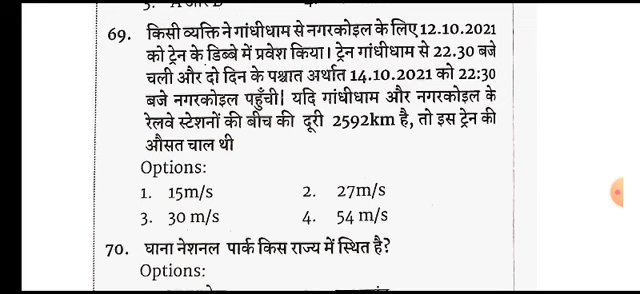 69. किसी व्यक्ति ने गांधीधाम से नगरकोइल के लिए 12.10.2021
को ट्रेन के डिब्बे में प्रवेश किया। ट्रेन गांधीधाम से 22.30 बजे
चली और दो दिन के पश्चात अर्थात 14.10.2021 को 22:30
बजे नगरकोइल पहुँची| यदि गांधीधाम और नगरकोइल के
रेलवे स्टेशनों की बीच की दूरी 2592km है, तो इस ट्रेन की
औसत चाल थी
Options:
1. 15m/s 2. 27m/s
3. 30 m/s 4. 54 m/s
70. घाना नेशनल पार्क किस राज्य में स्थित है?
Options: